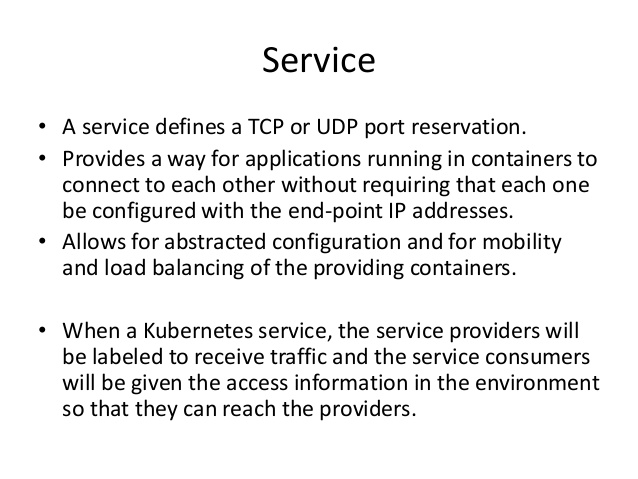 Service
• A service defines a TCP or UDP port reservation.
• Provides a way for applications running in containers to
connect to each other without requiring that each one
be configured with the end-point IP addresses.
• Allows for abstracted configuration and for mobility
and load balancing of the providing containers.
• When a Kubernetes service, the service providers will
be labeled to receive traffic and the service consumers
will be given the access information in the environment
so that they can reach the providers.